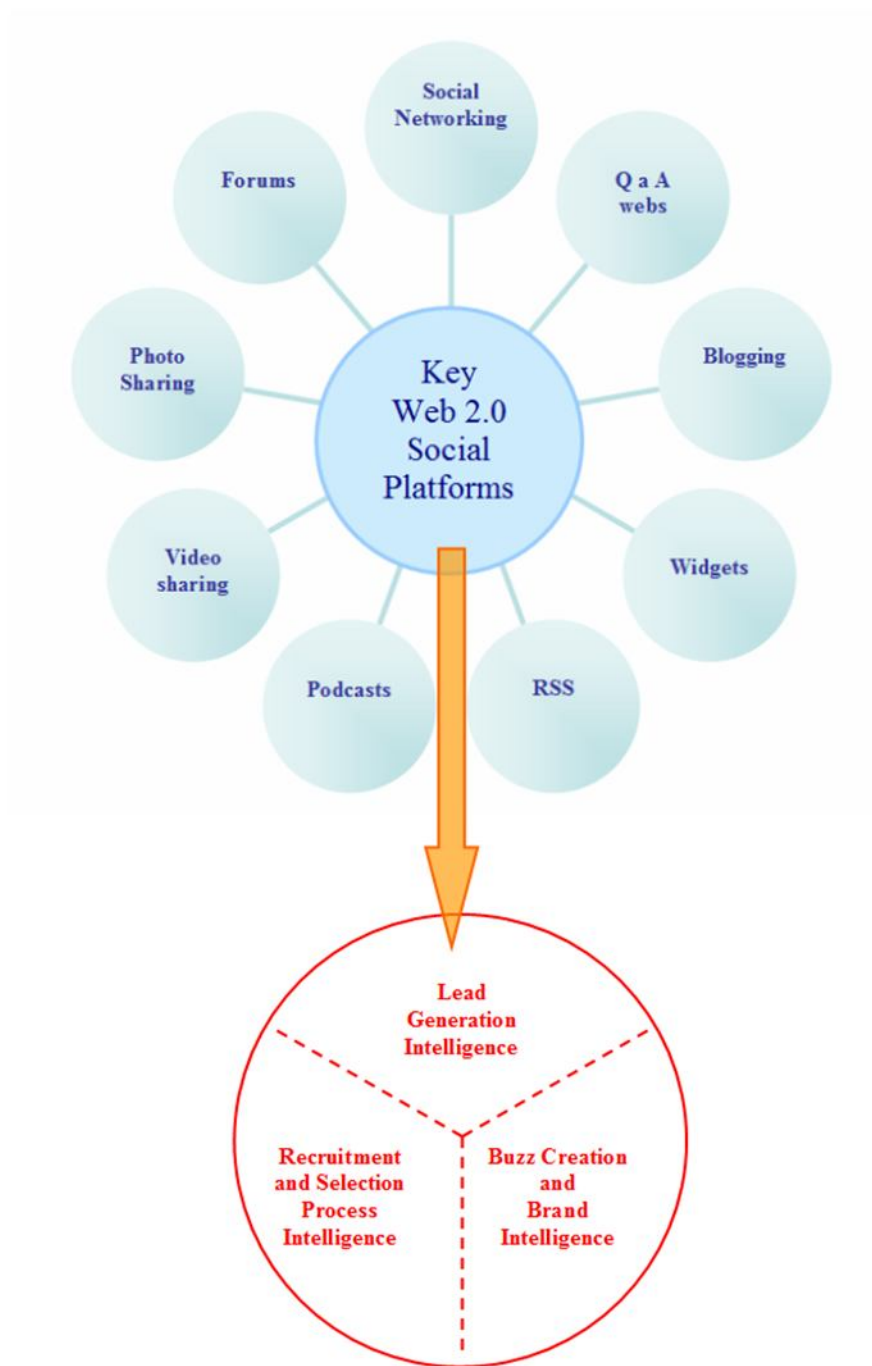 Social
Networking
Forums
Q a A
webs
Photo
Sharing
Blogging
Key
Web 2.0
Social
Platforms
Video
sharing
Widgets
Podcasts
RSS
Lead
Generation
Intelligence
Recruitment
and Selection
Process
Intelligence
Buzz Creation
and
Brand
Intelligence